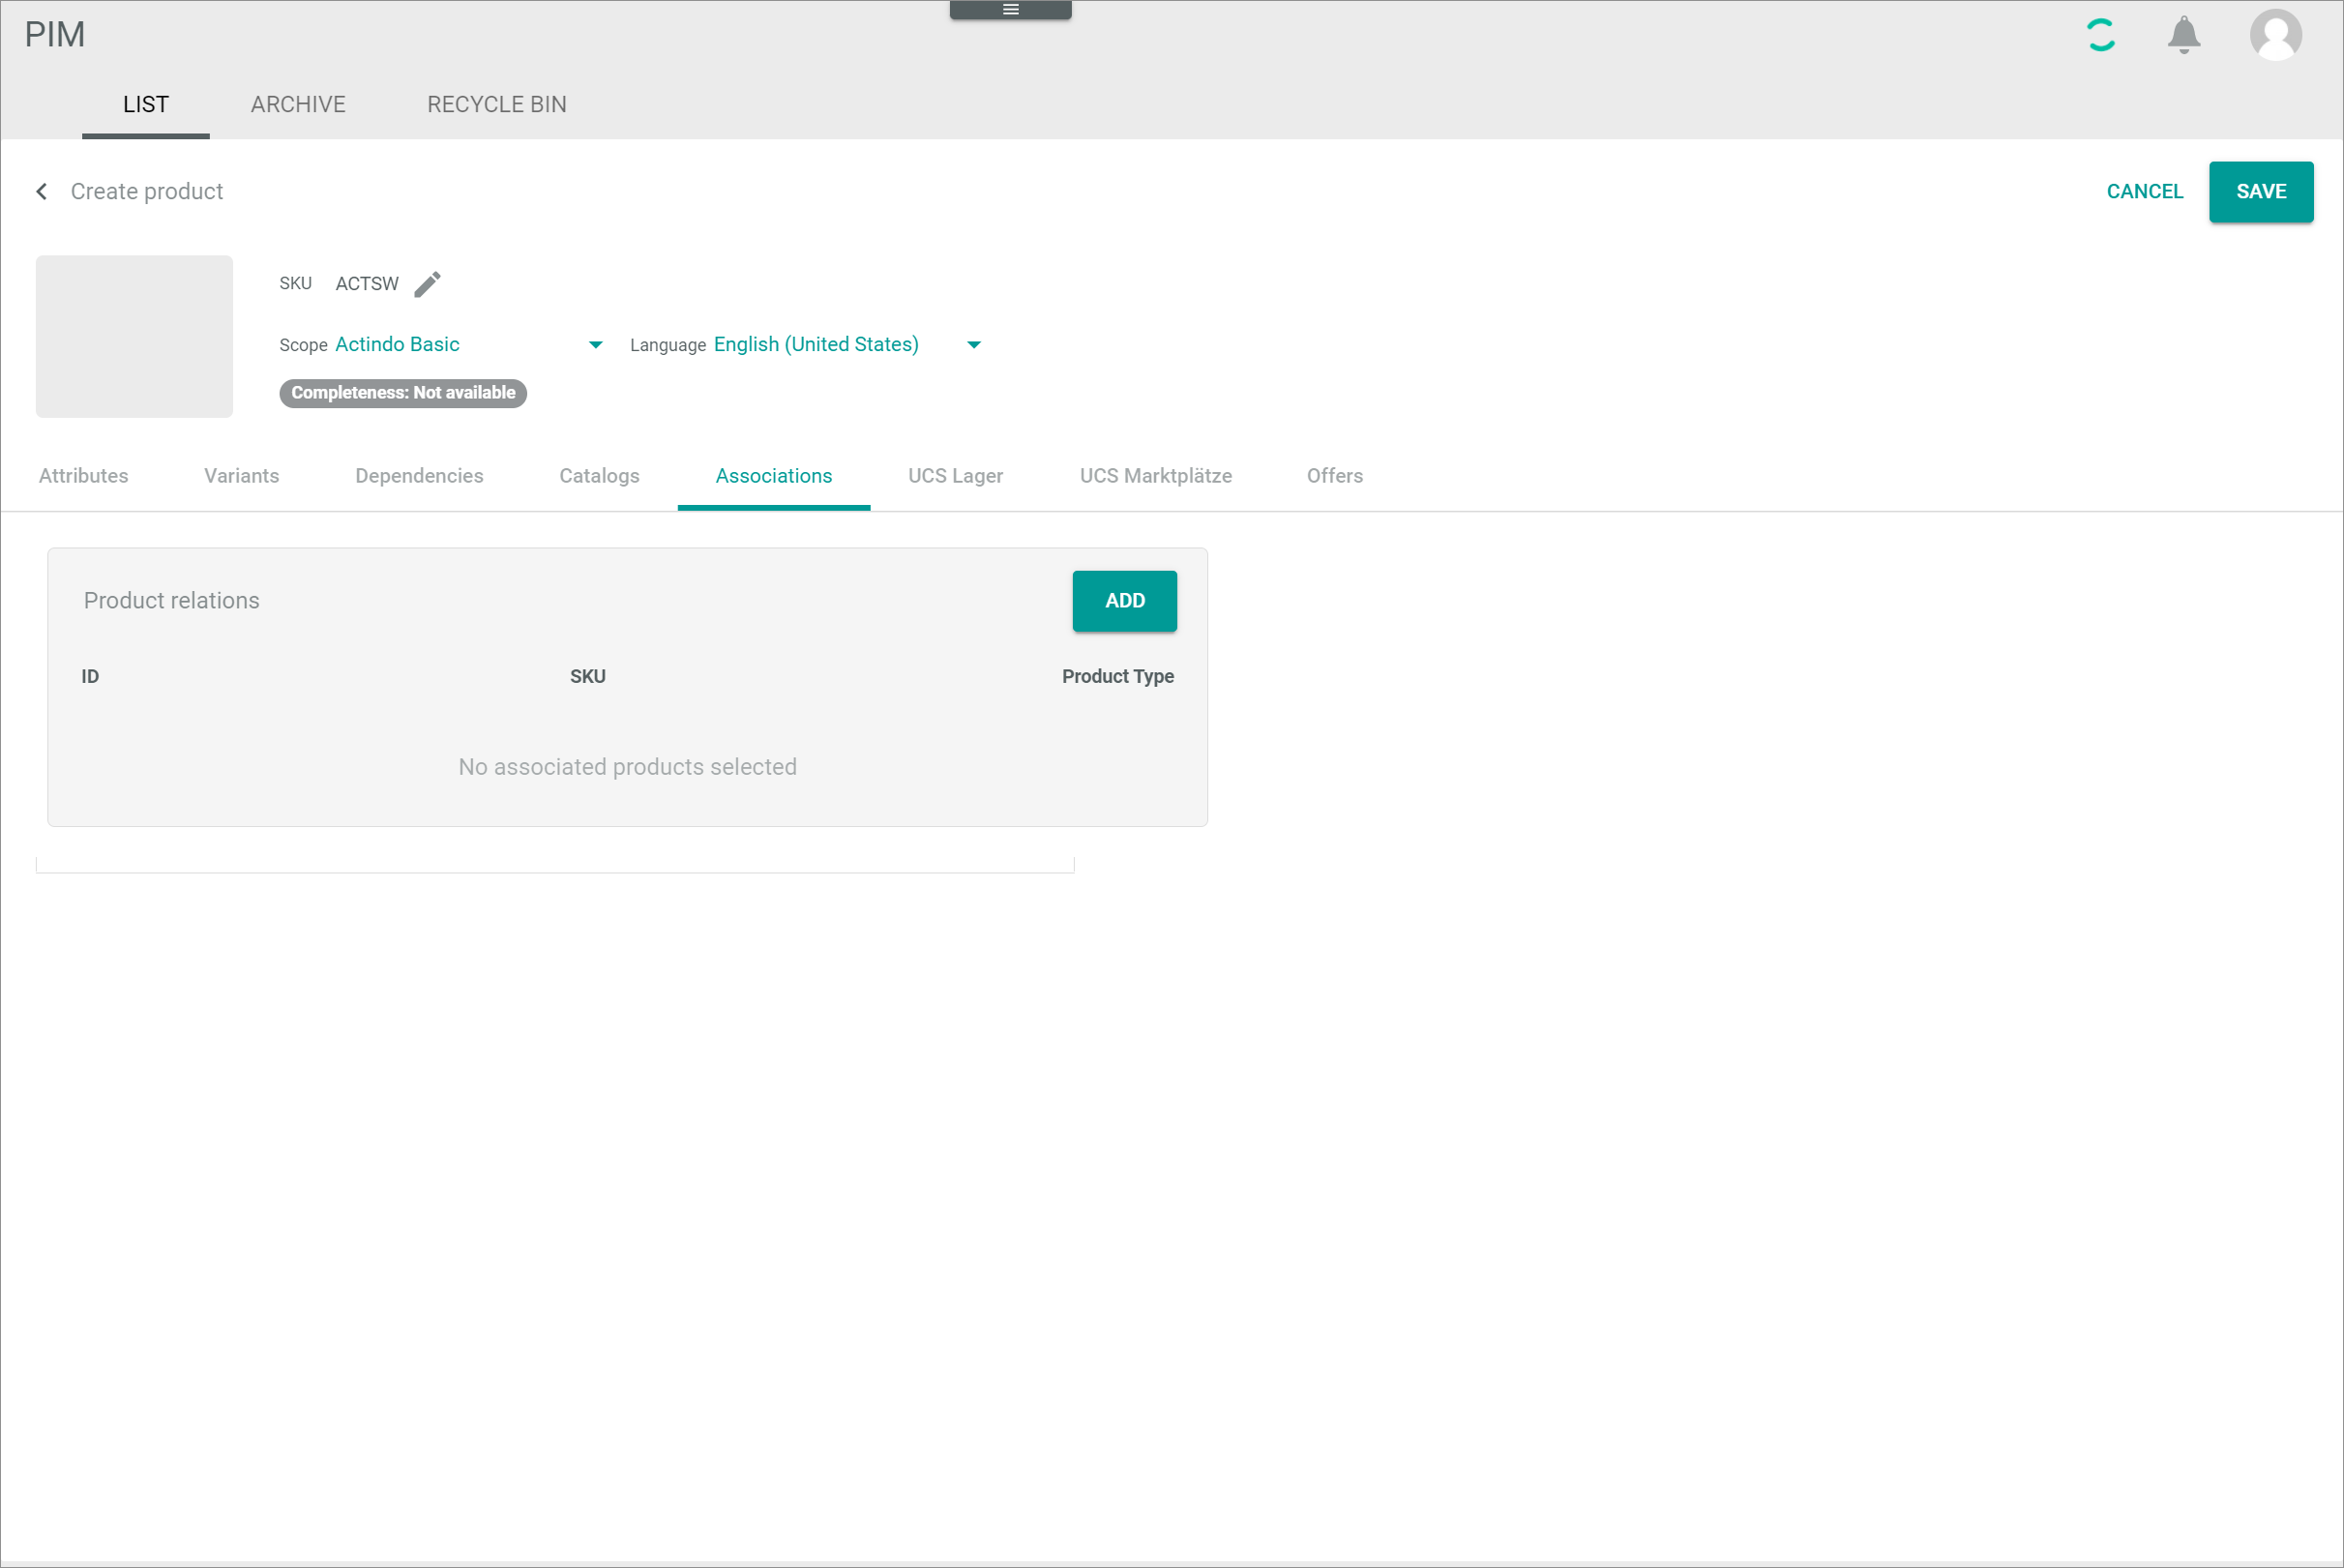 PIM
LIST ARCHIVE RECYCLE BIN
Create product
CANCEL SAVE
SKU ACTSW
Scope Actindo Basic Language English (United States)
Completeness: Not available
Attributes Variants Dependencies Catalogs Associations UCS Lager UCS Marktplätze Offers
Product relations ADD
ID SKU Product Type
No associated products selected